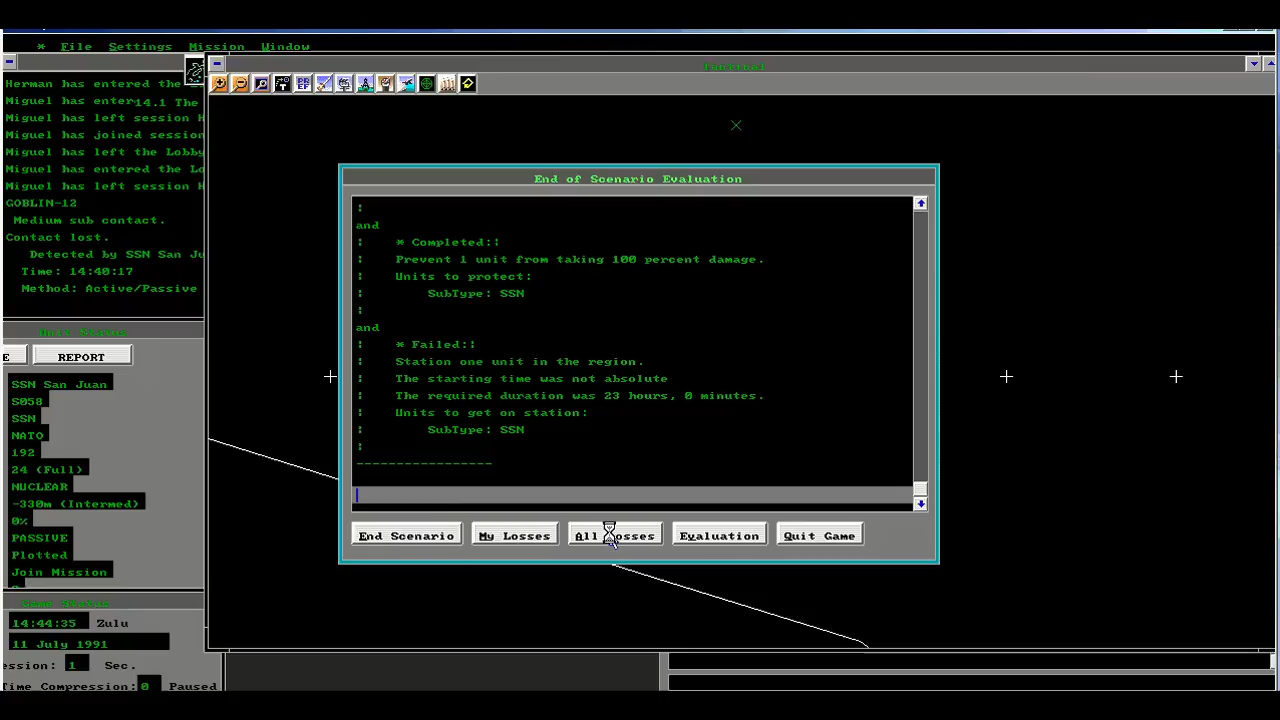 * File Settings Mission Window
Herman has entered the
Miguel has enter14.1 The
Miguel has left session H
Miguel has joined session
Miguel has left the Lobby
Miguel has entered the Lo
Miguel has left session H
GOBLIN-12
Medium sub contact.
Contact lost.
Detected by SSN San Ju
Time: 14:40:17
Method: Active/Passive
Unit Status
E
REPORT
SSN San Juan
S058
SSN
NATO
192
24 (Full)
NUCLEAR
-330m (Intermed)
0%
PASSIVE
Plotted
Join Mission
Game Status
14:44:35 Zulu
11 July 1991
ession: 1 Sec.
Time Compression: 0 Paused
PREF
End of Scenario Evaluation
:
and
: * Completed::
: Prevent 1 unit from taking 100 percent damage.
: Units to protect:
: SubType: SSN
:
and
: * Failed::
: Station one unit in the region.
: The starting time was not absolute
: The required duration was 23 hours, 0 minutes.
: Units to get on station:
: SubType: SSN
:
-----------------
End Scenario
My Losses
All Losses
Evaluation
Quit Game